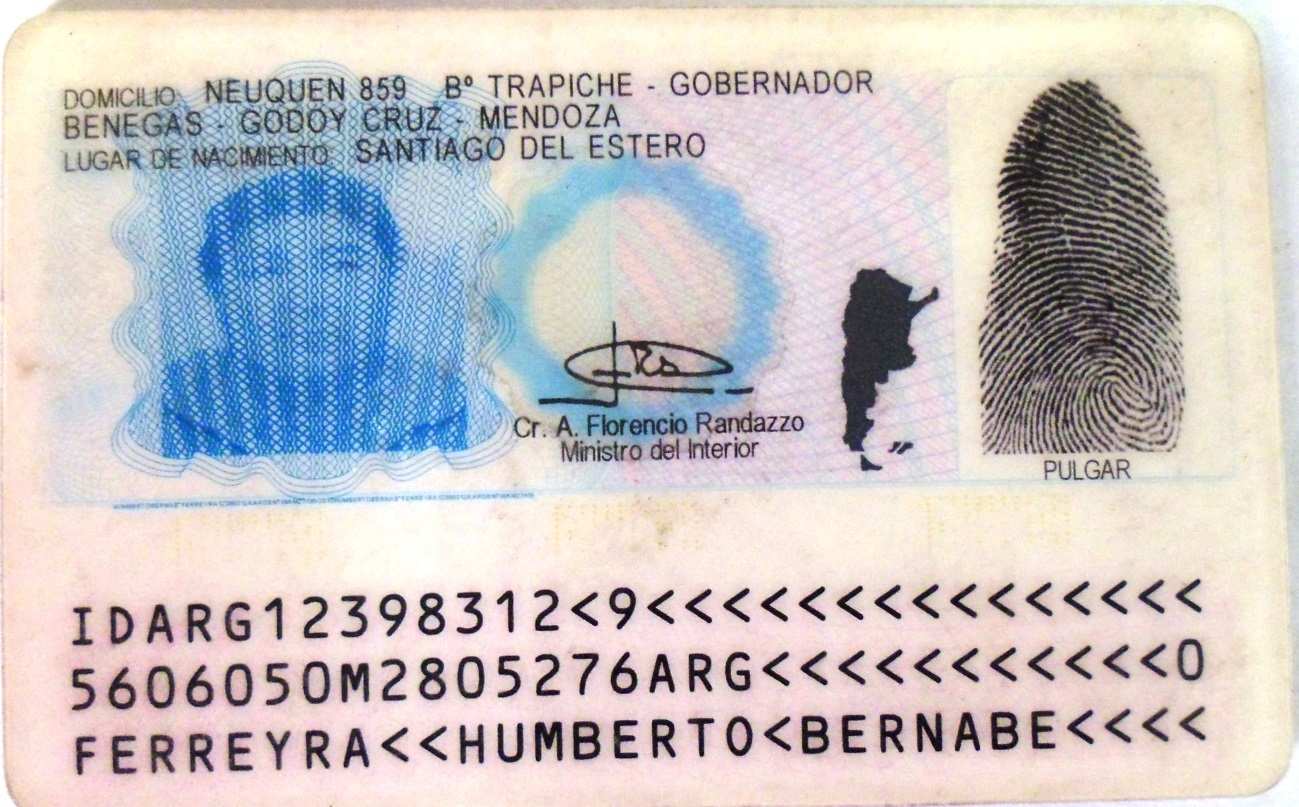 DOMICILIO: NEUQUEN 859 Bº TRAPICHE - GOBERNADOR
BENEGAS - GODOY CRUZ - MENDOZA
LUGAR DE NACIMIENTO: SANTIAGO DEL ESTERO
Cr. A. Florencio Randazzo
Ministro del Interior
PULGAR
IDARG12398312<9<<<<<<<<<<<<<<<
5606050M2805276ARG<<<<<<<<<<<0
FERREYRA<<HUMBERTO<BERNABE<<<<